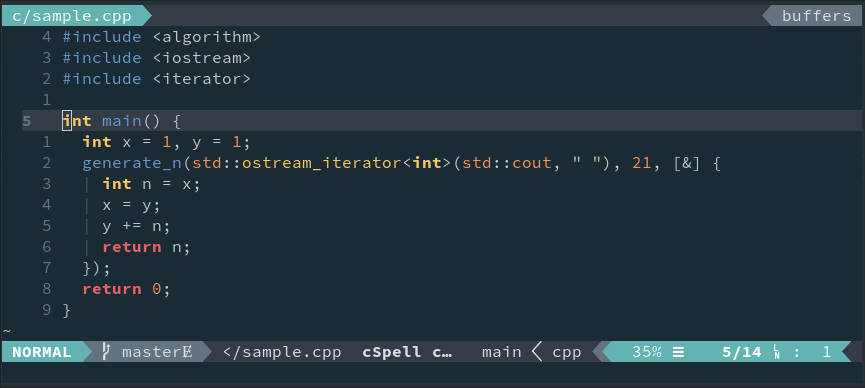 c/sample.cpp buffers
4 #include <algorithm>
3 #include <iostream>
2 #include <iterator>
1
5 int main() {
1 int x = 1, y = 1;
2 generate_n(std::ostream_iterator<int>(std::cout, " "), 21, [&] {
3 | int n = x;
4 | x = y;
5 | y += n;
6 | return n;
7 });
8 return 0;
9 }
~
NORMAL master </sample.cpp cSpell c… main cpp 35% ☰ 5/14 LN : 1